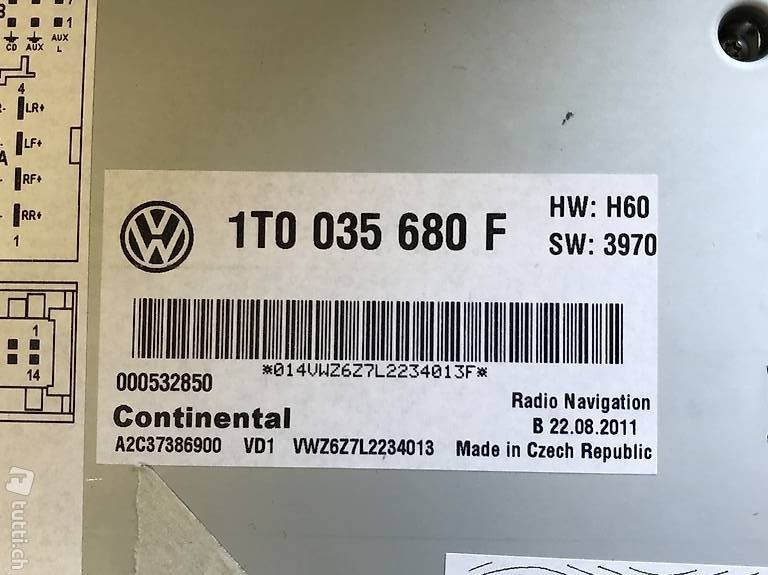 1
CD AUX AUX L
4
LR+
LF+
A
RF+
RR+
1
1
14
1T0 035 680 F
HW: H60
SW: 3970
*014VWZ6Z7L2234013F*
000532850
Continental
Radio Navigation
B 22.08.2011
A2C37386900 VD1 VWZ6Z7L2234013 Made in Czech Republic
tutti.ch